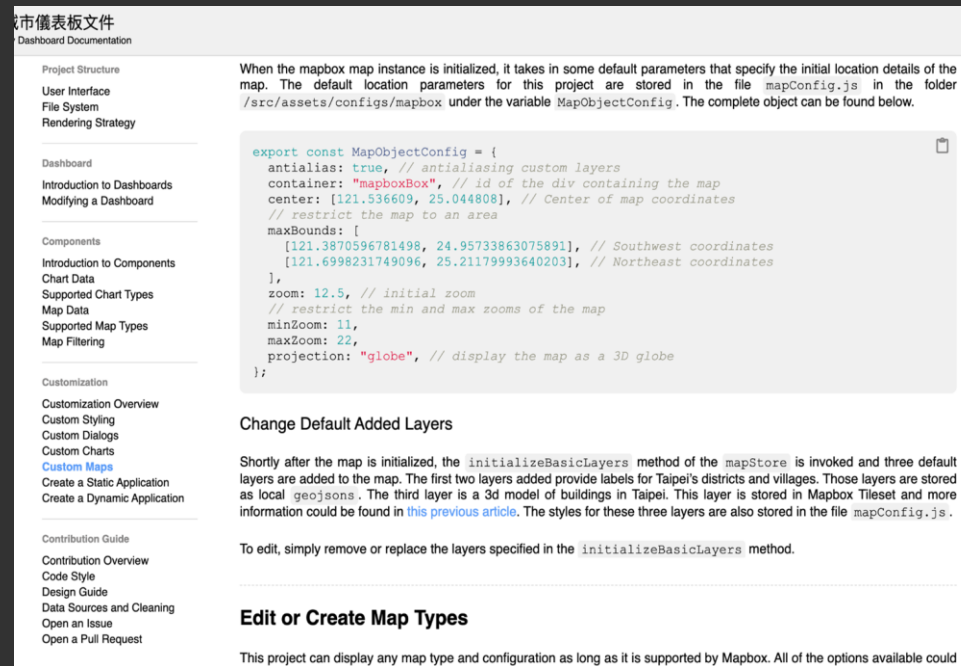 市儀表板文件
Dashboard Documentation
Project Structure
User Interface
File System
Rendering Strategy
Dashboard
Introduction to Dashboards
Modifying a Dashboard
Components
Introduction to Components
Chart Data
Supported Chart Types
Map Data
Supported Map Types
Map Filtering
Customization
Customization Overview
Custom Styling
Custom Dialogs
Custom Charts
Custom Maps
Create a Static Application
Create a Dynamic Application
Contribution Guide
Contribution Overview
Code Style
Design Guide
Data Sources and Cleaning
Open an Issue
Open a Pull Request
When the mapbox map instance is initialized, it takes in some default parameters that specify the initial location details of the
map. The default location parameters for this project are stored in the file mapConfig.js in the folder
/src/assets/configs/mapbox under the variable MapObjectConfig. The complete object can be found below.
export const MapObjectConfig = {
  antialias: true, // antialiasing custom layers
  container: "mapboxBox", // id of the div containing the map
  center: [121.536609, 25.044808], // Center of map coordinates
  // restrict the map to an area
  maxBounds: [
    [121.3870596781498, 24.95733863075891], // Southwest coordinates
    [121.6998231749096, 25.21179993640203], // Northeast coordinates
  ],
  zoom: 12.5, // initial zoom
  // restrict the min and max zooms of the map
  minZoom: 11,
  maxZoom: 22,
  projection: "globe", // display the map as a 3D globe
};
Change Default Added Layers
Shortly after the map is initialized, the initializeBasicLayers method of the mapStore is invoked and three default
layers are added to the map. The first two layers added provide labels for Taipei's districts and villages. Those layers are stored
as local geojsons. The third layer is a 3d model of buildings in Taipei. This layer is stored in Mapbox Tileset and more
information could be found in this previous article. The styles for these three layers are also stored in the file mapConfig.js.
To edit, simply remove or replace the layers specified in the initializeBasicLayers method.
Edit or Create Map Types
This project can display any map type and configuration as long as it is supported by Mapbox. All of the options available could